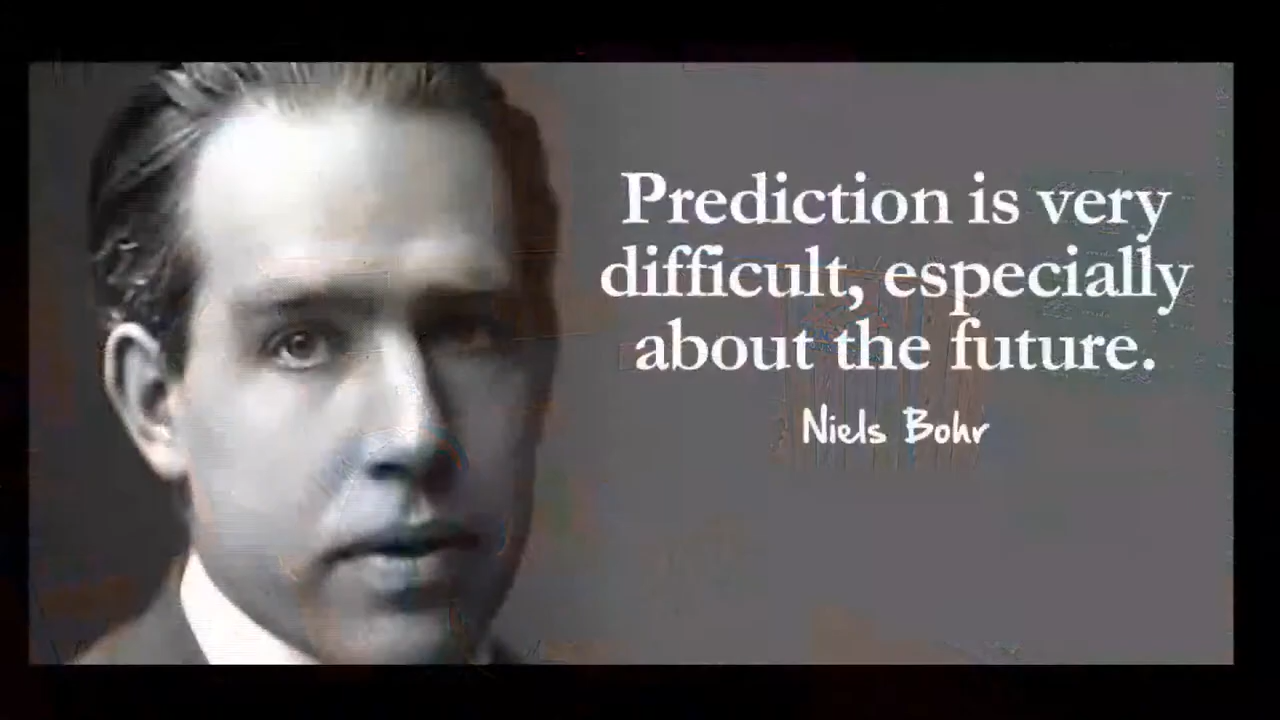 Prediction is very
difficult, especially
about the future.
Niels Bohr